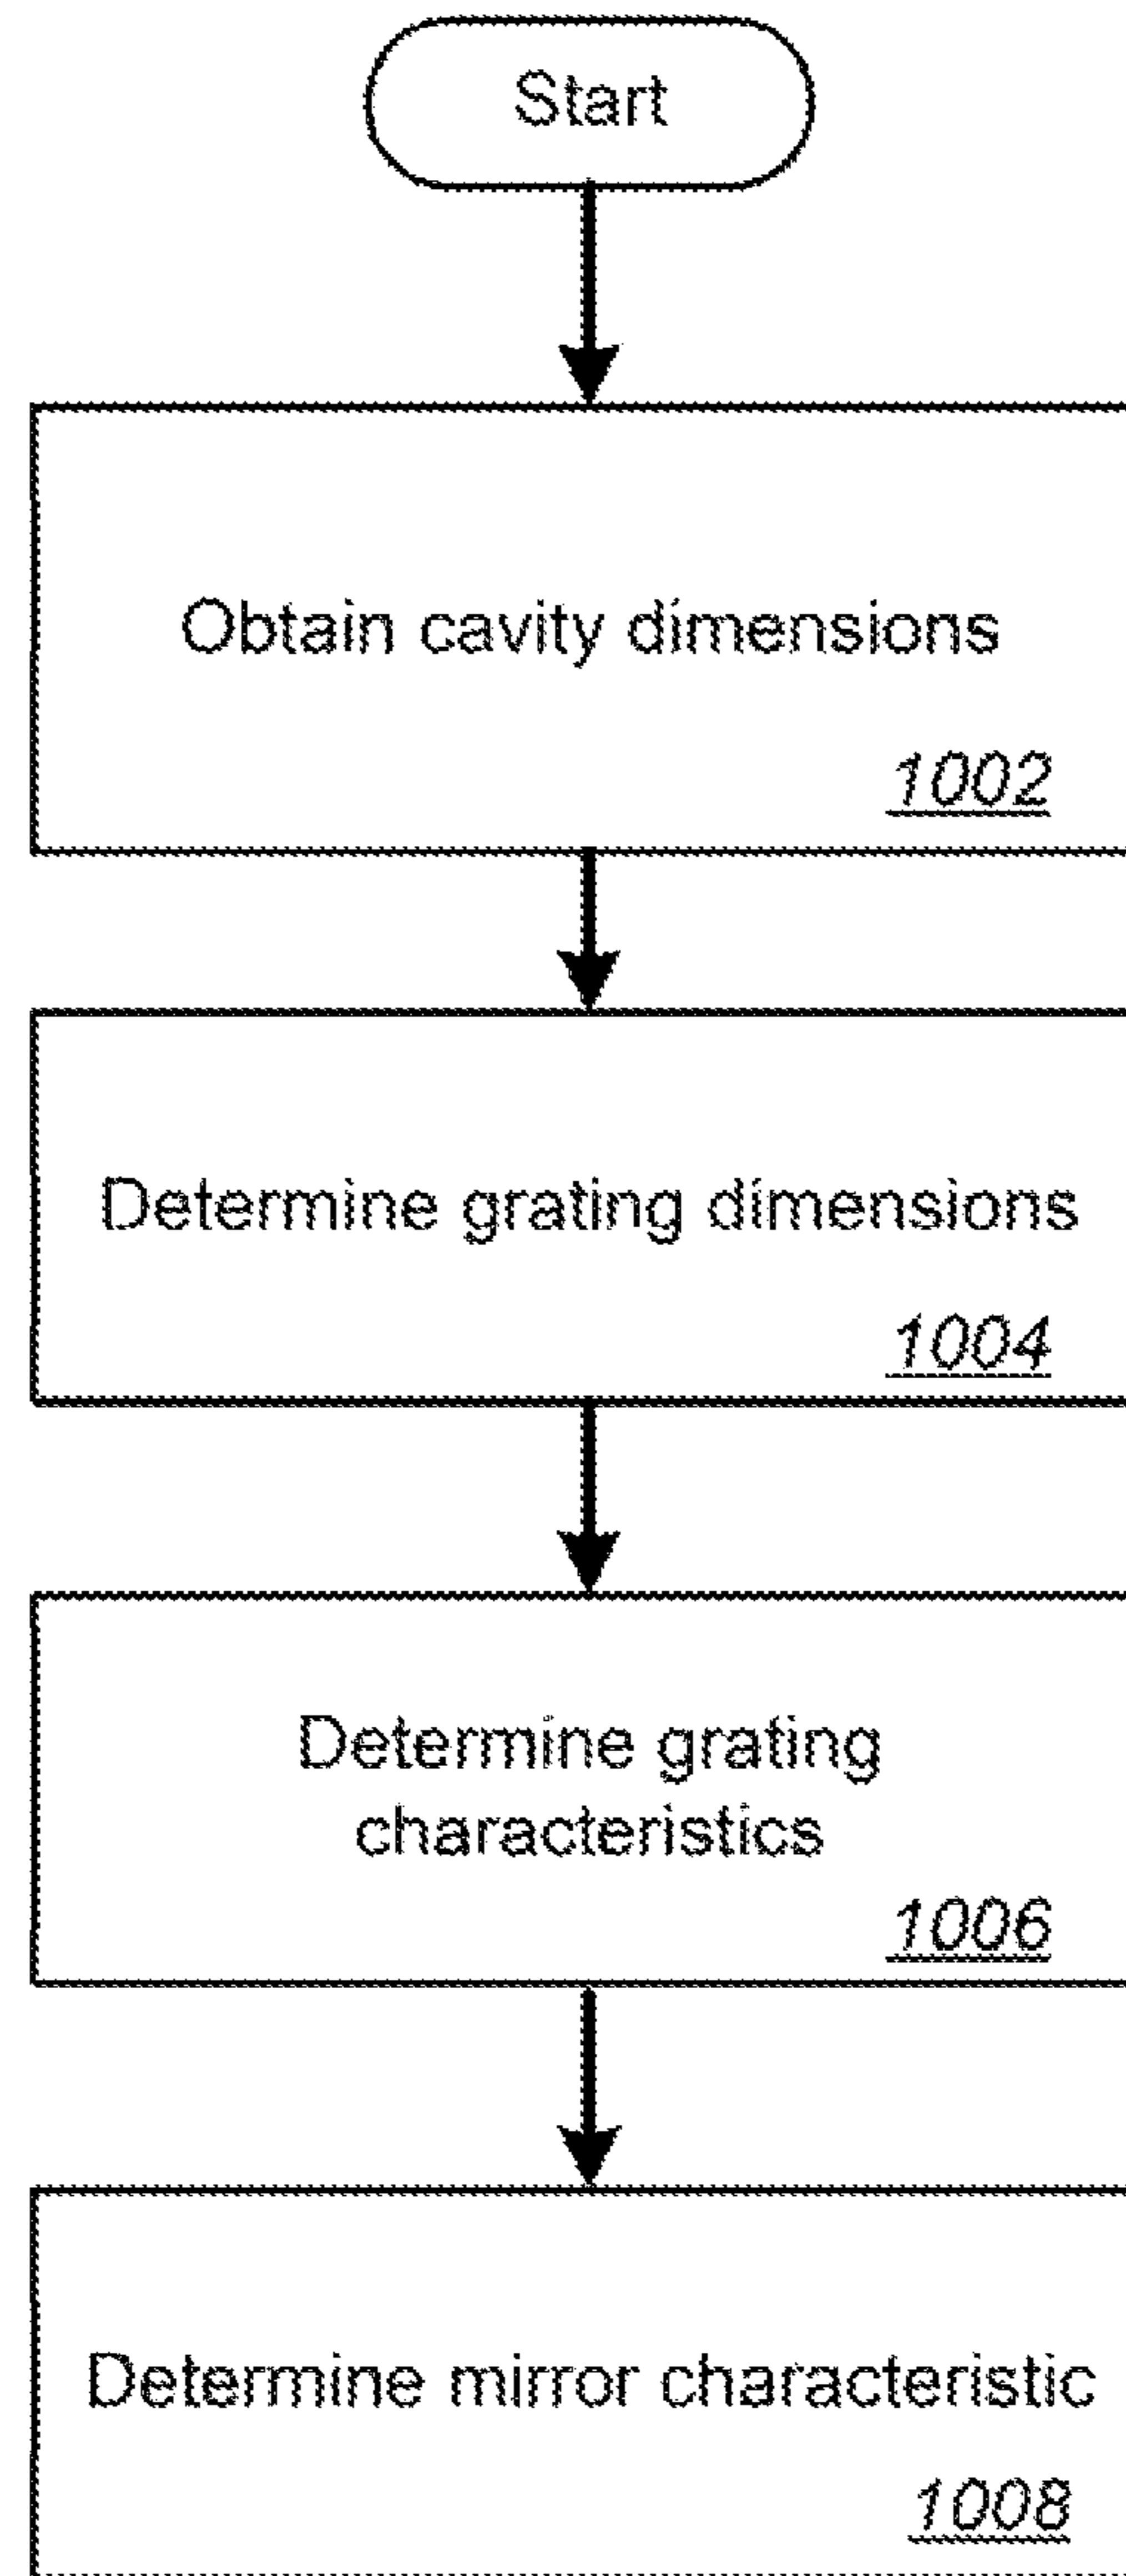 Start
Obtain cavity dimensions
1002
Determine grating dimensions
1004
Determine grating
characteristics
1006
Determine mirror characteristic
1008